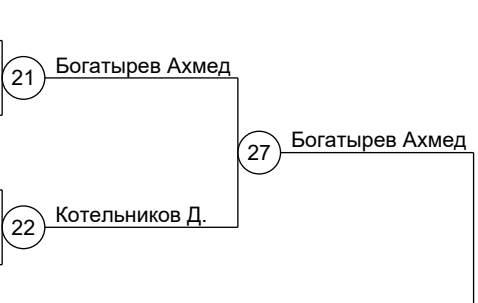 Богатырев Ахмед
21
27
Богатырев Ахмед
Котельников Д.
22